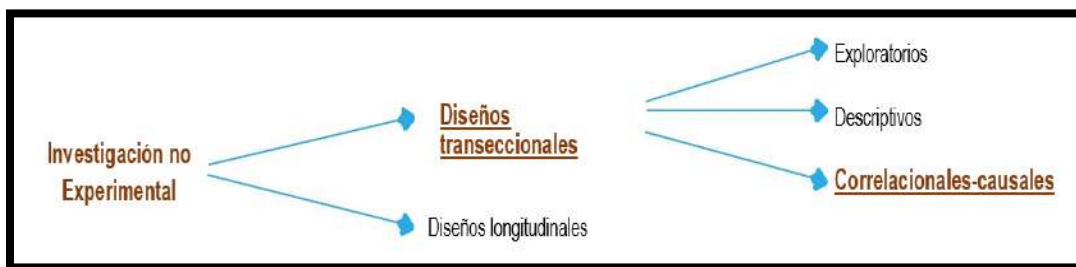 Investigación no
Experimental
Diseños
transeccionales
Diseños longitudinales
Exploratorios
Descriptivos
Correlacionales-causales